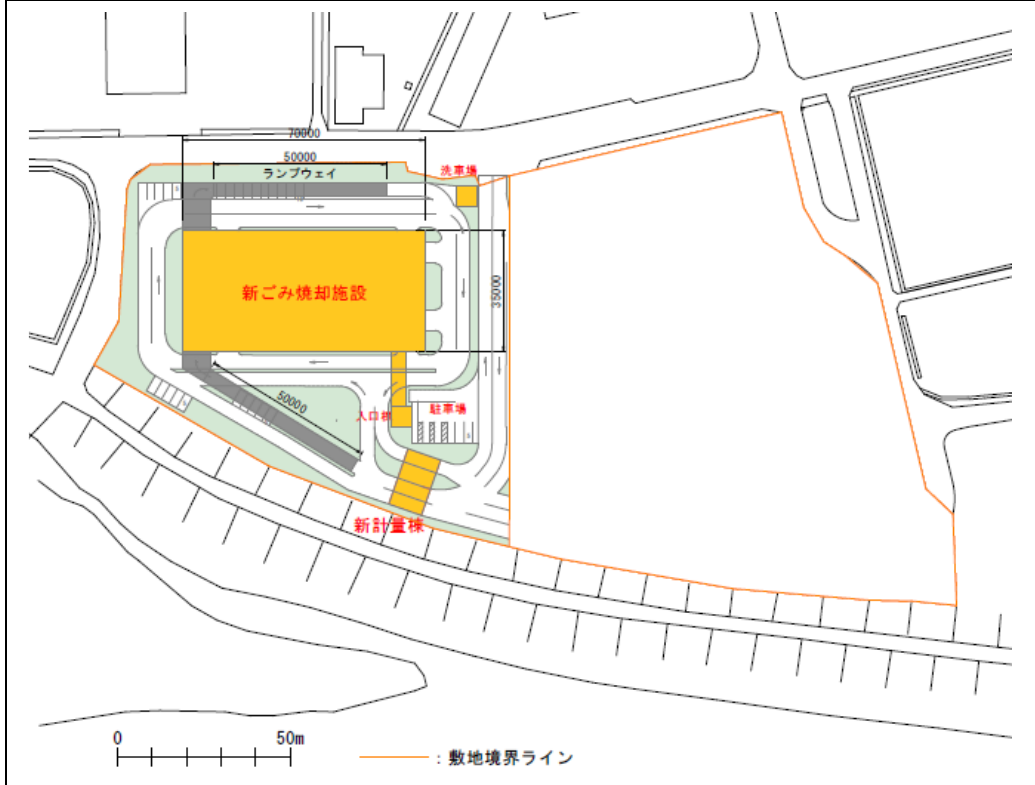 70000
50000
ランプウェイ
洗車場
新ごみ焼却施設
35000
50000
入口棟
駐車場
新計量棟
0
50m
：敷地境界ライン